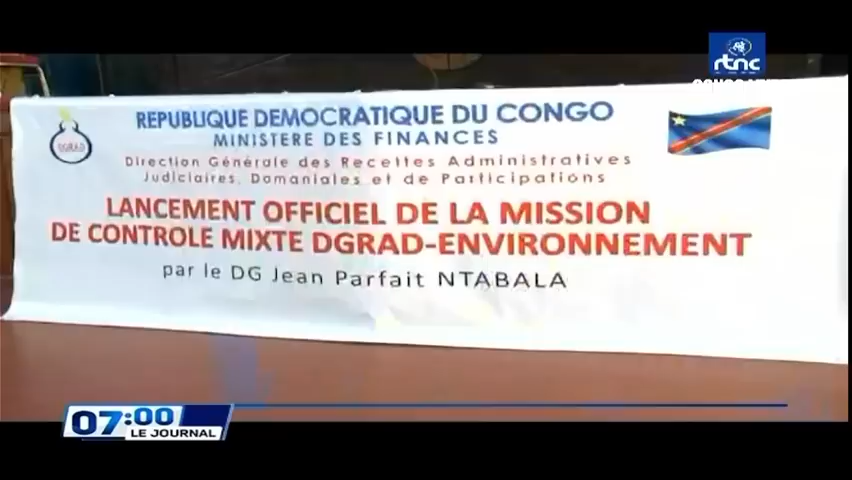 rtnc
DGRAD
REPUBLIQUE DEMOCRATIQUE DU CONGO
MINISTERE DES FINANCES
Direction Générale des Recettes Administratives
Judiciaires, Domaniales et de Participations
LANCEMENT OFFICIEL DE LA MISSION
DE CONTROLE MIXTE DGRAD-ENVIRONNEMENT
par le DG Jean Parfait NTABALA
07:00
LE JOURNAL